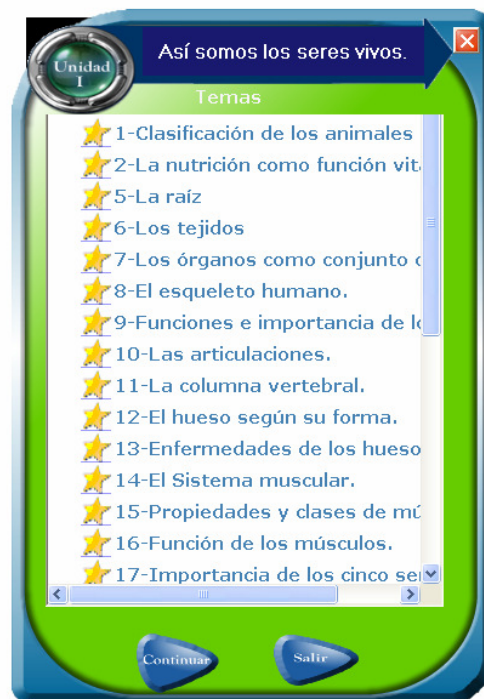 Así somos los seres vivos.
Unidad
I
Temas
1-Clasificación de los animales
2-La nutrición como función
5-La raíz
6-Los tejidos
7-Los órganos como conjunto
8-El esqueleto humano.
9-Funciones e importancia de
10-Las articulaciones.
11-La columna vertebral.
12-El hueso según su forma.
13-Enfermedades de los hueso
14-El Sistema muscular.
15-Propiedades y clases de
16-Función de los músculos.
17-Importancia de los cinco
Continuar
Salir